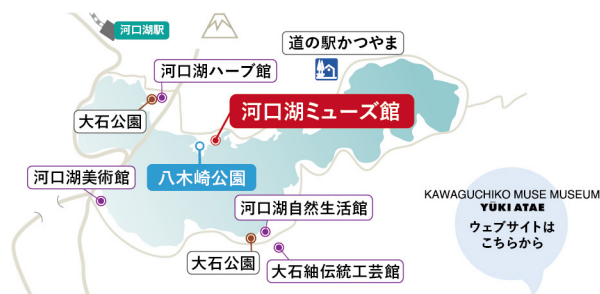 河口湖駅
道の駅かつやま
河口湖ハーブ館
河口湖ミューズ館
大石公園
八木崎公園
河口湖美術館
河口湖自然生活館
大石公園
大石紬伝統工芸館
KAWAGUCHIKO MUSE MUSEUM
YÛKI ATAE
ウェブサイトは
こちらから